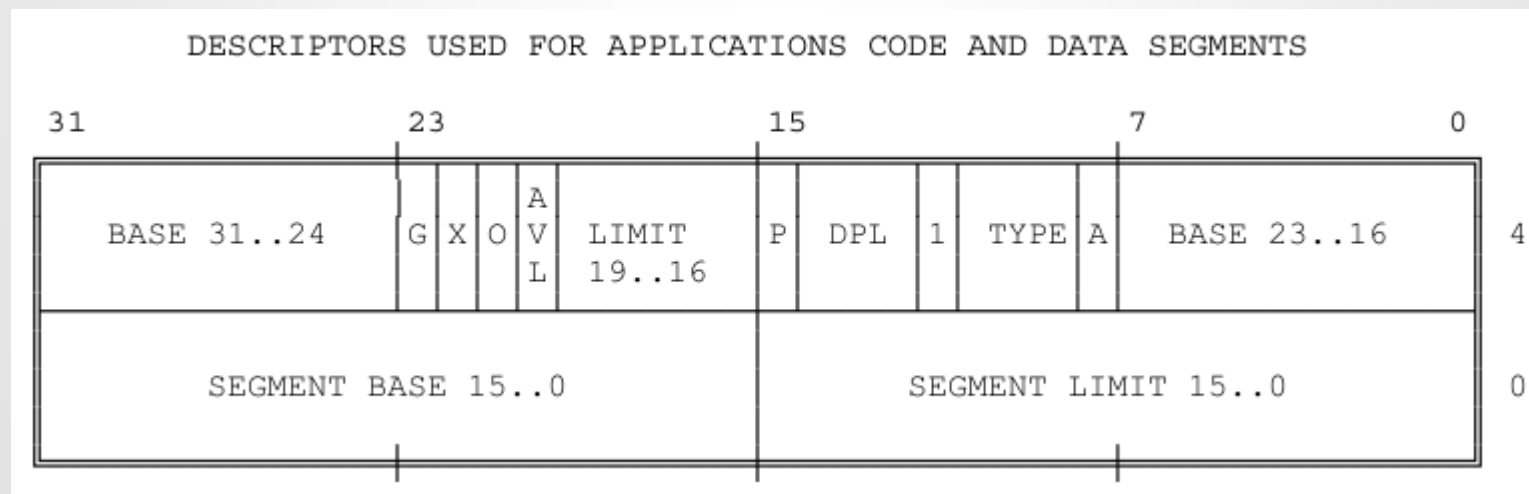 DESCRIPTORS USED FOR APPLICATIONS CODE AND DATA SEGMENTS
31 23 15 7 0
BASE 31..24 G X O AVL LIMIT 19..16 P DPL 1 TYPE A BASE 23..16 4
SEGMENT BASE 15..0 SEGMENT LIMIT 15..0 0